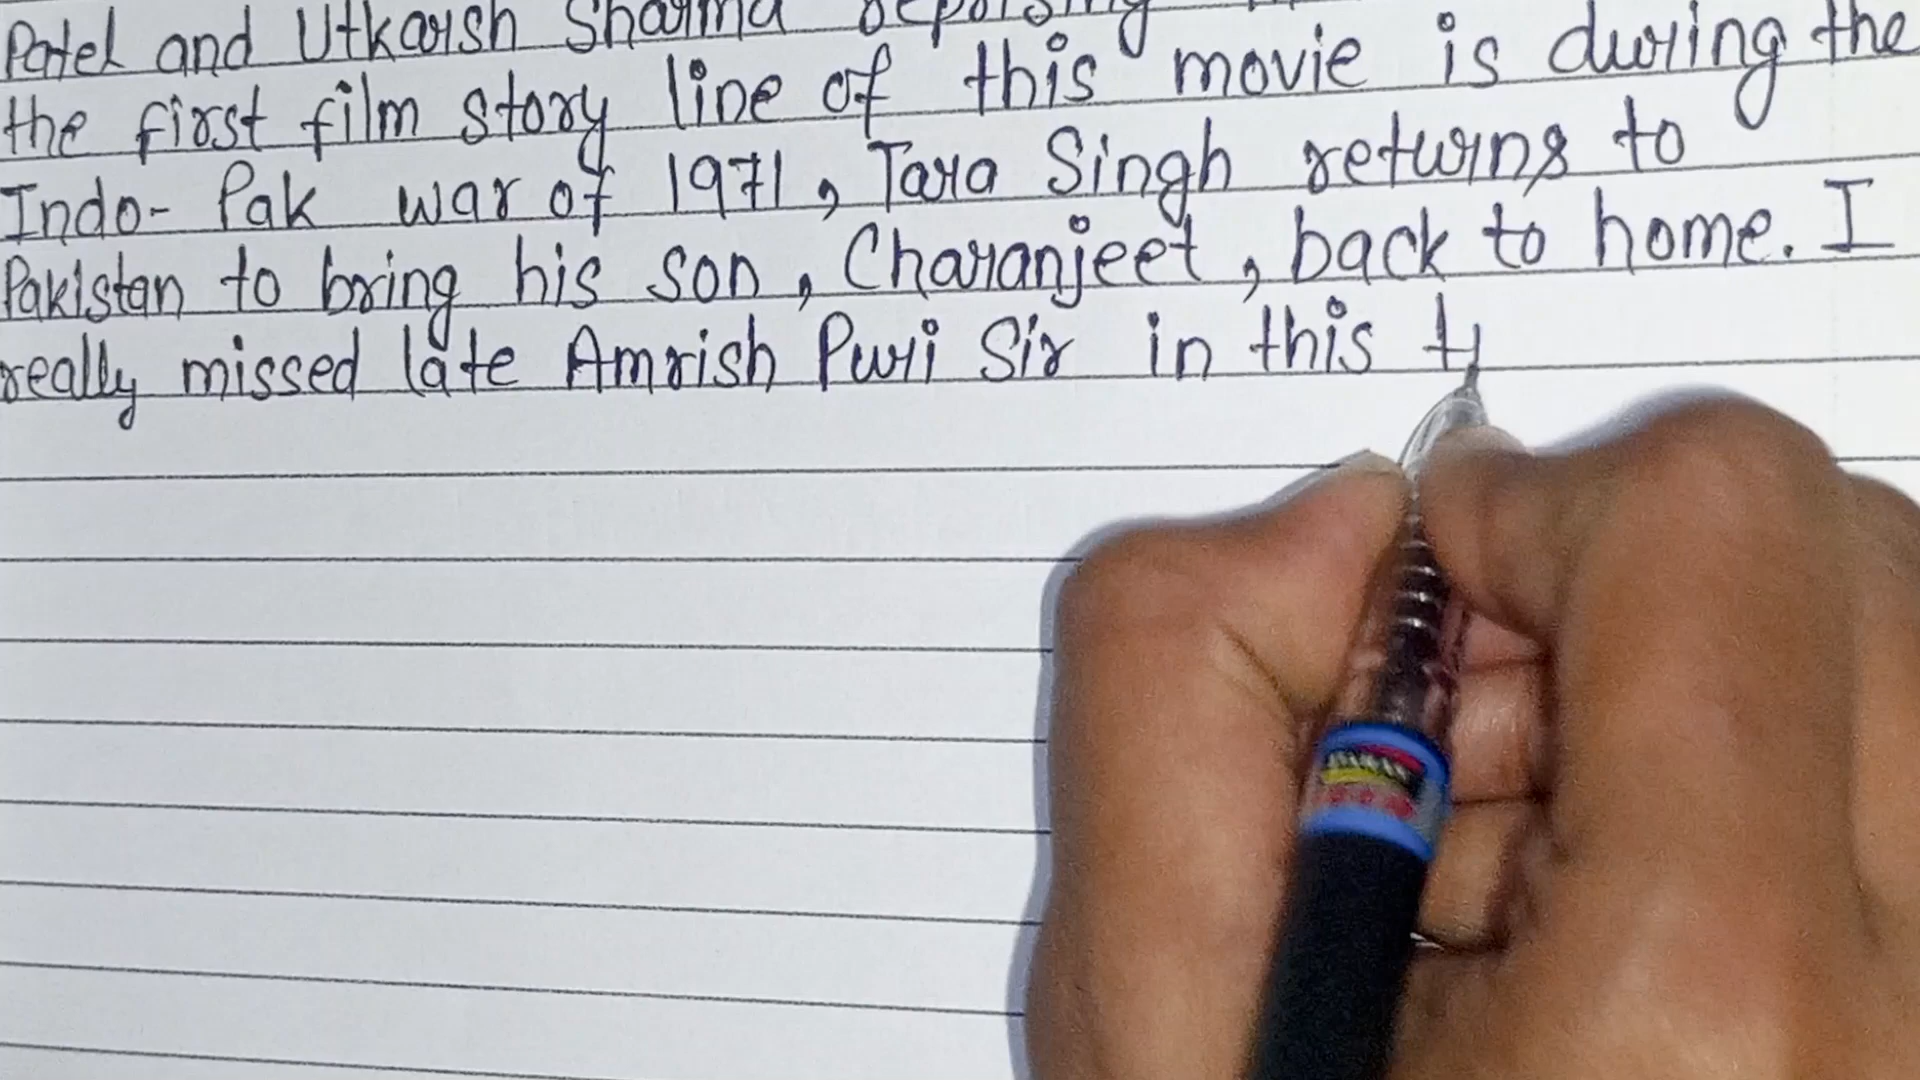 Patel and Utkarsh Sharma
the first film story line of this movie is during the
Indo- Pak war of 1971, Tara Singh returns to
Pakistan to bring his son, Charanjeet, back to home. I
really missed late Amrish Puri Sir in this